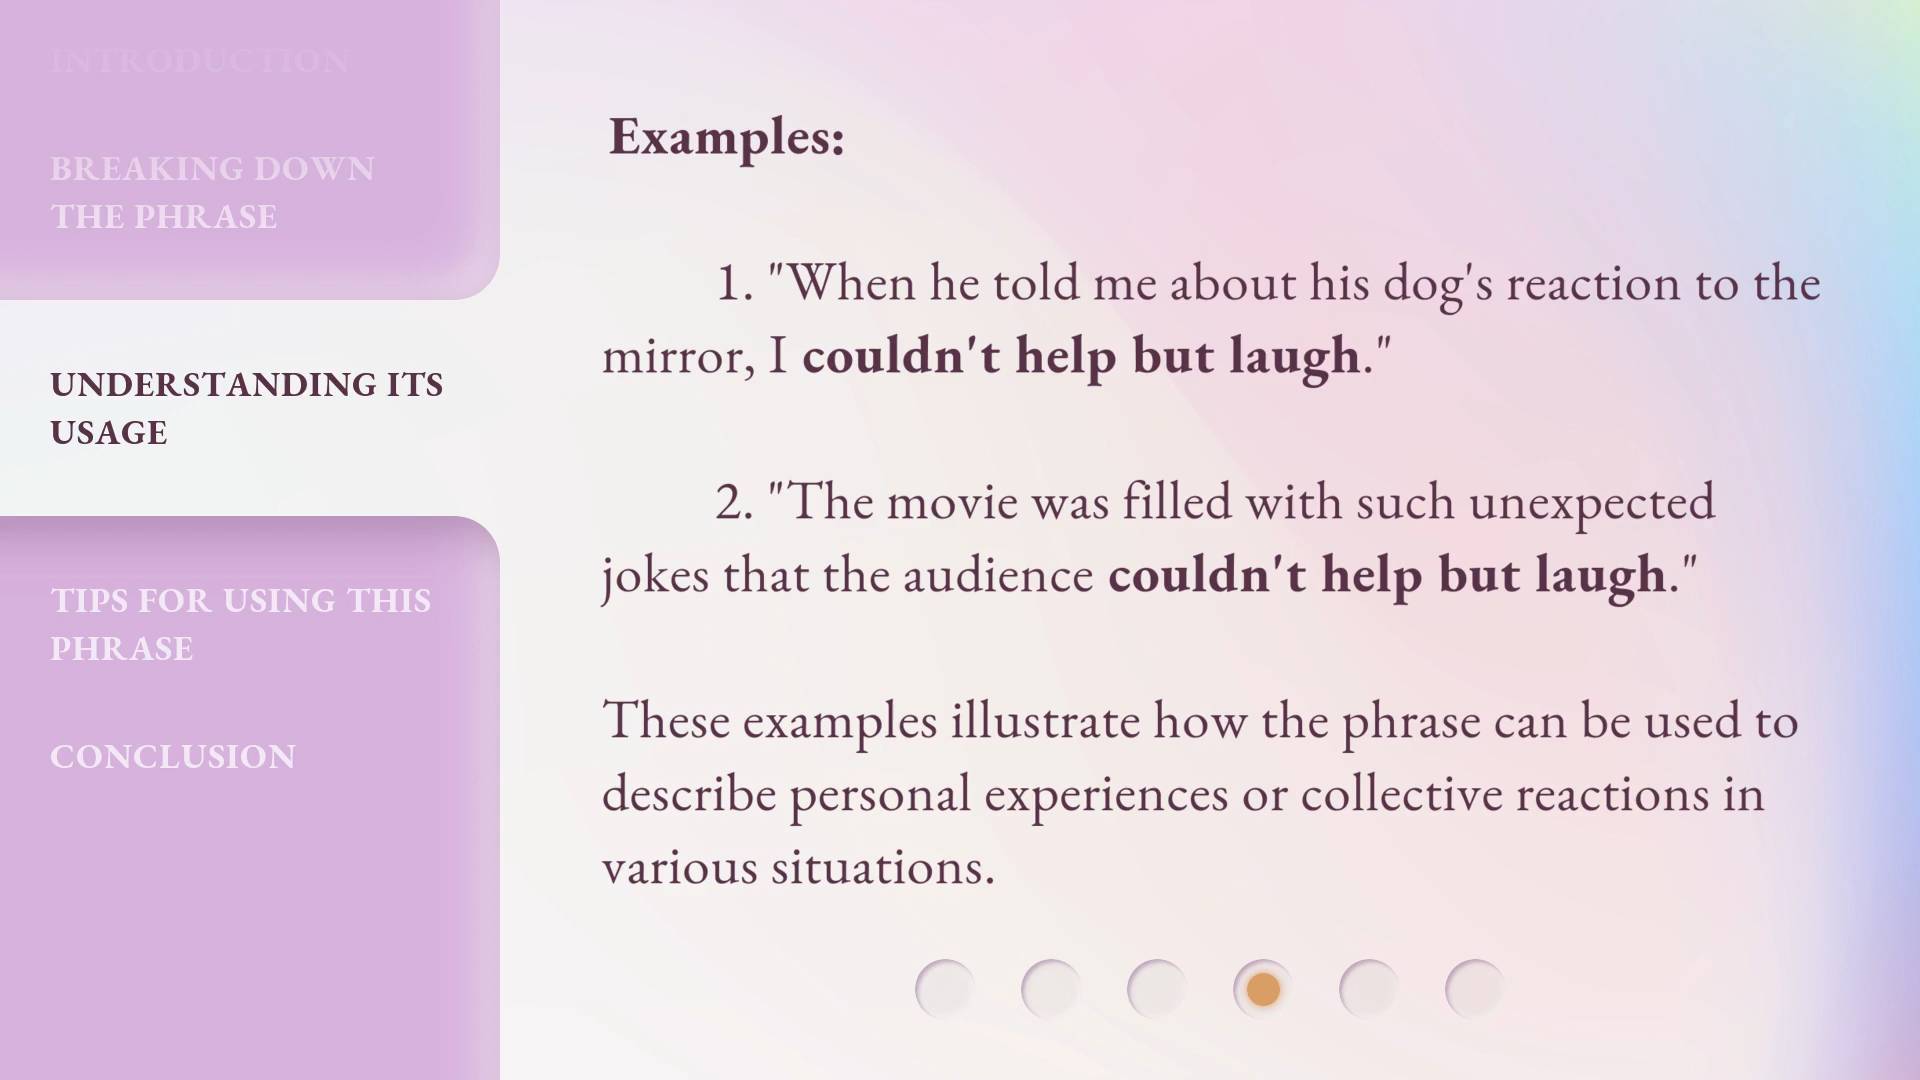 INTRODUCTION
BREAKING DOWN
THE PHRASE
UNDERSTANDING ITS
USAGE
TIPS FOR USING THIS
PHRASE
CONCLUSION
Examples:
1. "When he told me about his dog's reaction to the
mirror, I couldn't help but laugh."
2. "The movie was filled with such unexpected
jokes that the audience couldn't help but laugh."
These examples illustrate how the phrase can be used to
describe personal experiences or collective reactions in
various situations.